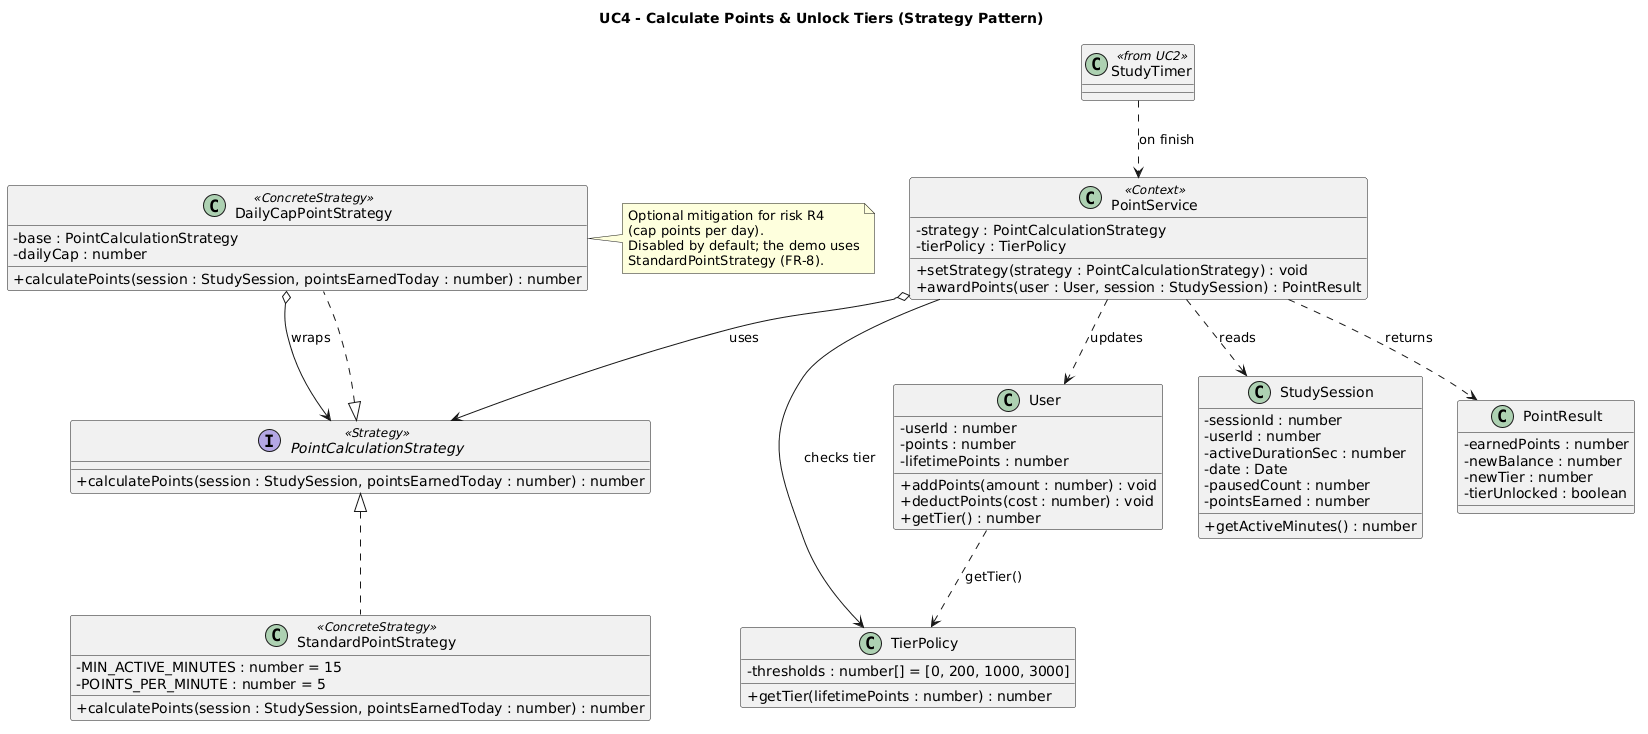 UC4 - Calculate Points & Unlock Tiers (Strategy Pattern)
C
«from UC2»
StudyTimer
on finish
C
«ConcreteStrategy»
DailyCapPointStrategy
-base : PointCalculationStrategy
-dailyCap : number
+calculatePoints(session : StudySession, pointsEarnedToday : number) : number
Optional mitigation for risk R4
(cap points per day).
Disabled by default; the demo uses
StandardPointStrategy (FR-8).
C
«Context»
PointService
-strategy : PointCalculationStrategy
-tierPolicy : TierPolicy
+setStrategy(strategy : PointCalculationStrategy) : void
+awardPoints(user : User, session : StudySession) : PointResult
wraps
uses
updates
reads
returns
I
«Strategy»
PointCalculationStrategy
+calculatePoints(session : StudySession, pointsEarnedToday : number) : number
checks tier
C User
-userId : number
-points : number
-lifetimePoints : number
+addPoints(amount : number) : void
+deductPoints(cost : number) : void
+getTier() : number
C StudySession
-sessionId : number
-userId : number
-activeDurationSec : number
-date : Date
-pausedCount : number
-pointsEarned : number
+getActiveMinutes() : number
C PointResult
-earnedPoints : number
-newBalance : number
-newTier : number
-tierUnlocked : boolean
getTier()
C
«ConcreteStrategy»
StandardPointStrategy
-MIN_ACTIVE_MINUTES : number = 15
-POINTS_PER_MINUTE : number = 5
+calculatePoints(session : StudySession, pointsEarnedToday : number) : number
C TierPolicy
-thresholds : number[] = [0, 200, 1000, 3000]
+getTier(lifetimePoints : number) : number